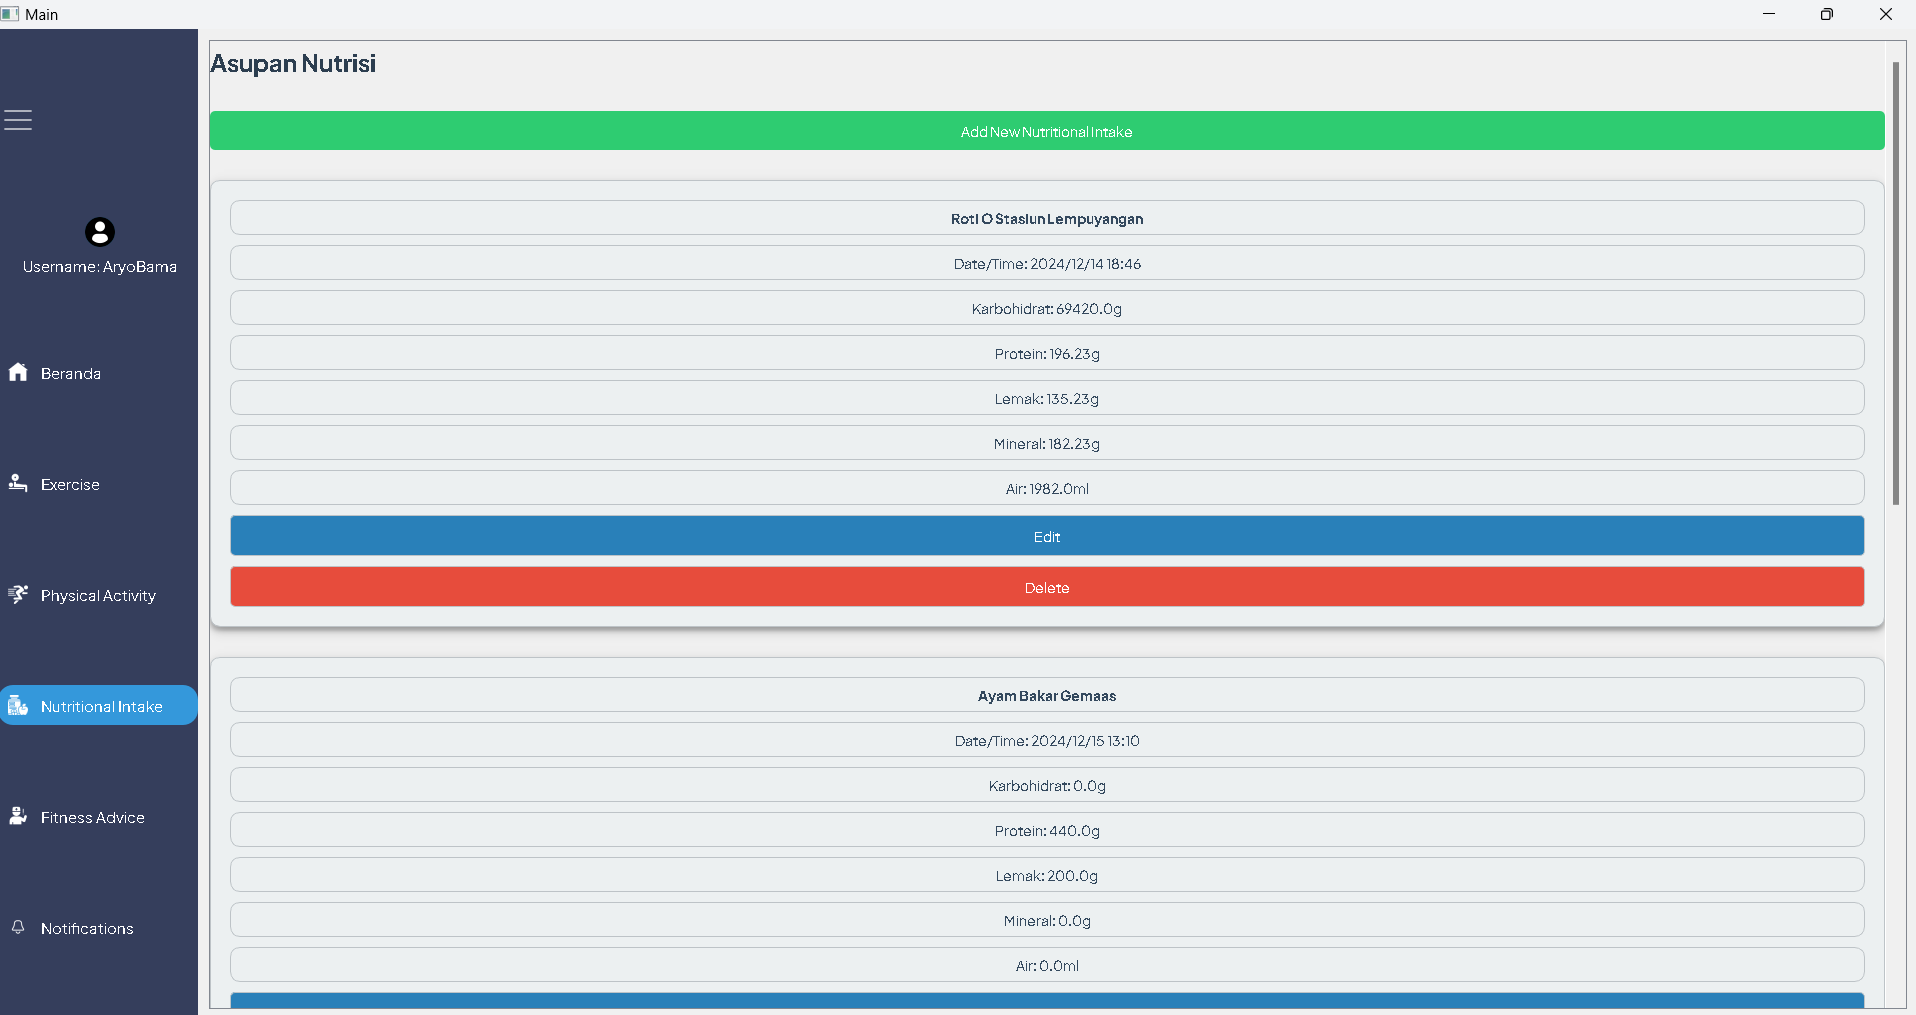 Main
Username: AryoBama
Beranda
Exercise
Physical Activity
Nutritional Intake
Fitness Advice
Notifications
Asupan Nutrisi
Add New Nutritional Intake
Roti O Stasiun Lempuyangan
Date/Time: 2024/12/14 18:46
Karbohidrat: 69420.0g
Protein: 196.23g
Lemak: 135.23g
Mineral: 182.23g
Air: 1982.0ml
Edit
Delete
Ayam Bakar Gemaas
Date/Time: 2024/12/15 13:10
Karbohidrat: 0.0g
Protein: 440.0g
Lemak: 200.0g
Mineral: 0.0g
Air: 0.0ml